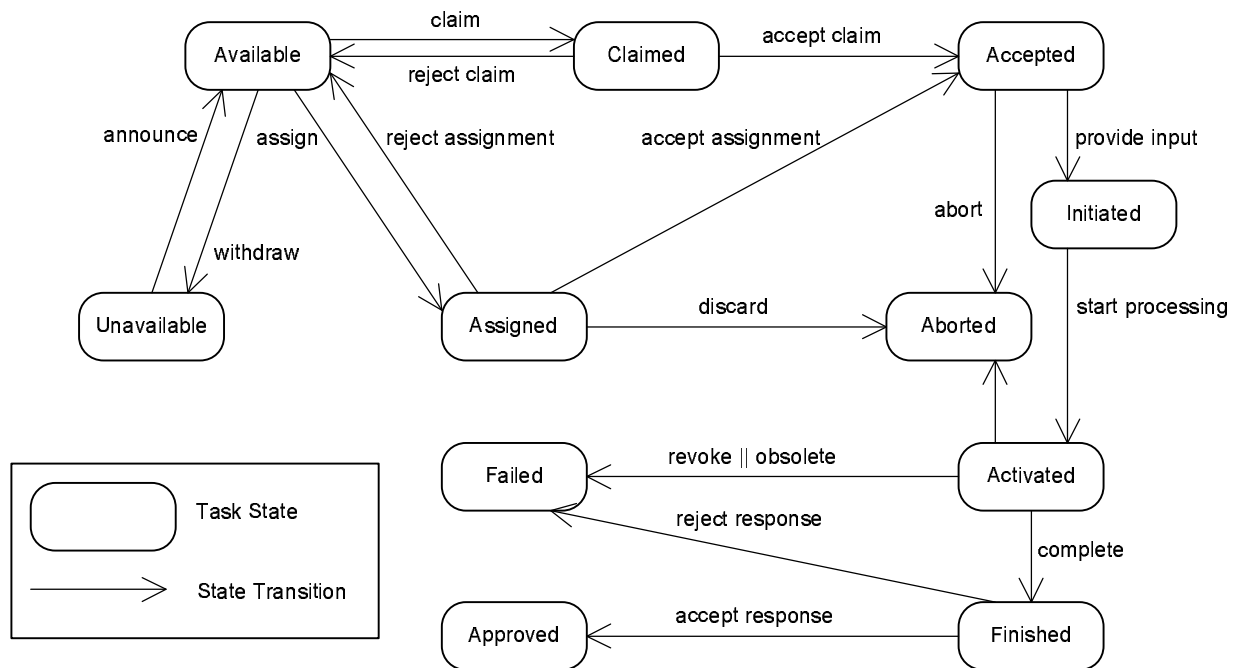 claim
Available
Claimed
accept claim
Accepted
reject claim
announce
assign
reject assignment
accept assignment
provide input
abort
Initiated
withdraw
Unavailable
Assigned
discard
Aborted
start processing
Failed
revoke || obsolete
Activated
Task State
reject response
complete
State Transition
Approved
accept response
Finished